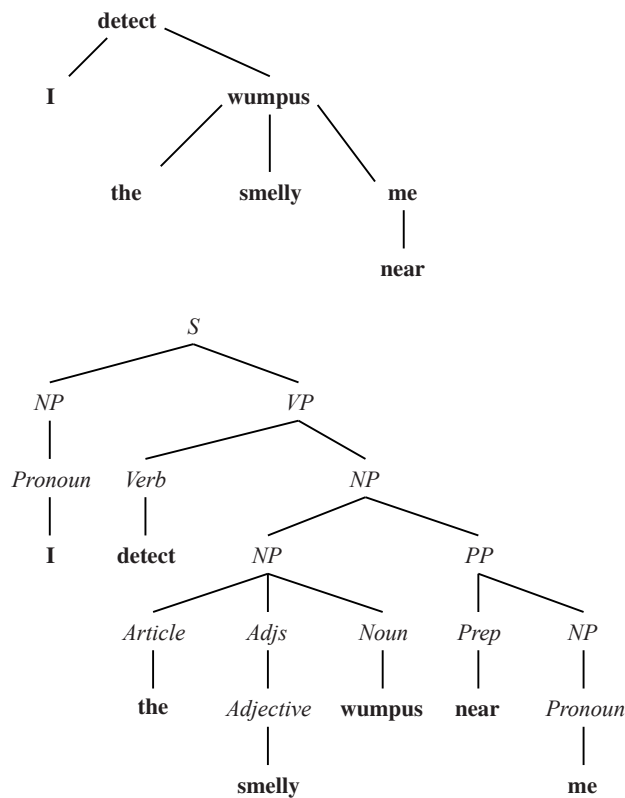 detect
I wumpus
the smelly me
near
S
NP VP
Pronoun Verb NP
I detect NP PP
Article Adjs Noun Prep NP
the Adjective wumpus near Pronoun
smelly me